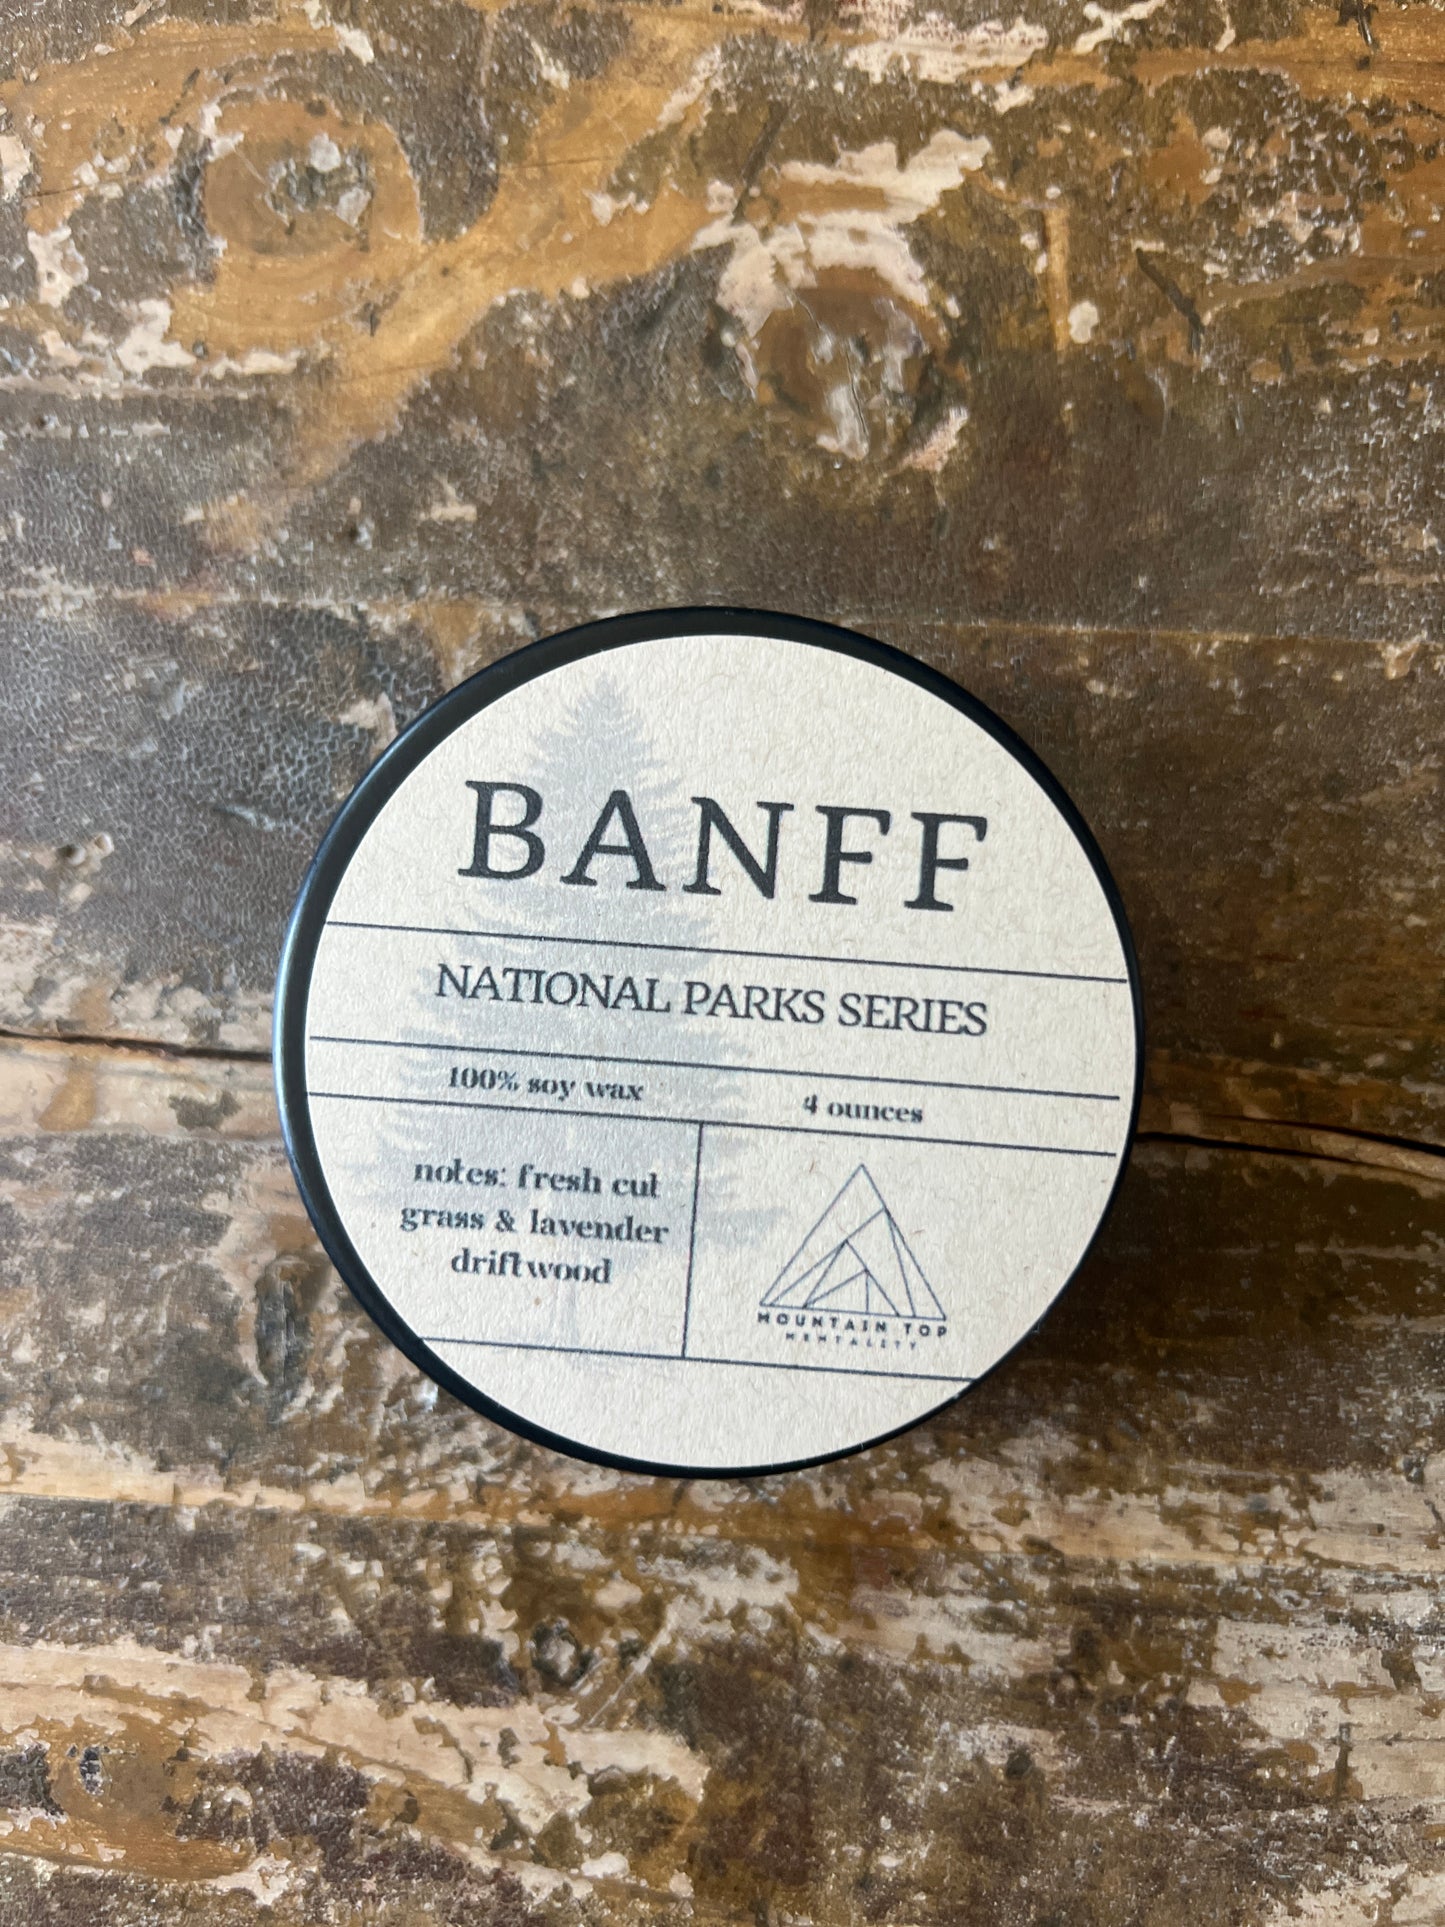 BANFF
NATIONAL PARKS SERIES
100% soy wax 4 ounces
notes: fresh cut
grass & lavender
driftwood
MOUNTAIN TOP
MENTALITY